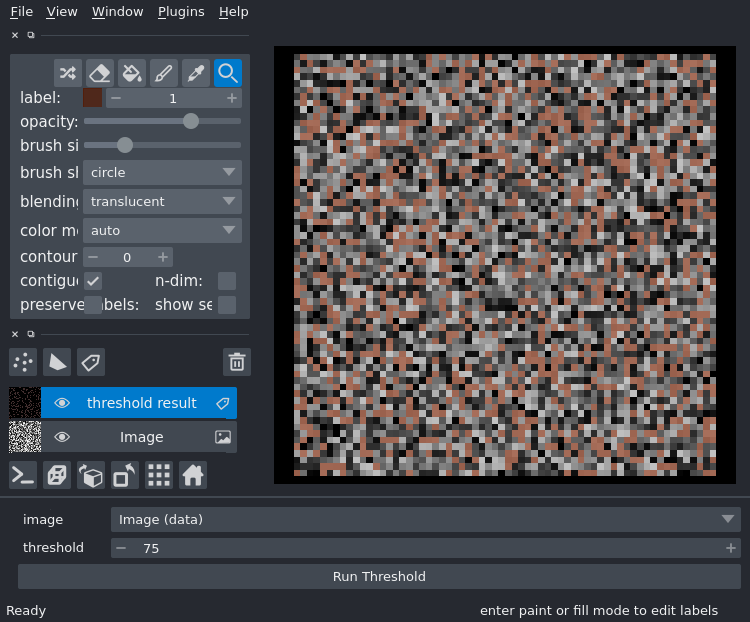 File View Window Plugins Help
label: 1
opacity:
brush si
brush sl circle
blending translucent
color m auto
contour 0
contigu n-dim:
preserve abels: show se
threshold result
Image
image Image (data)
threshold 75
Run Threshold
Ready enter paint or fill mode to edit labels